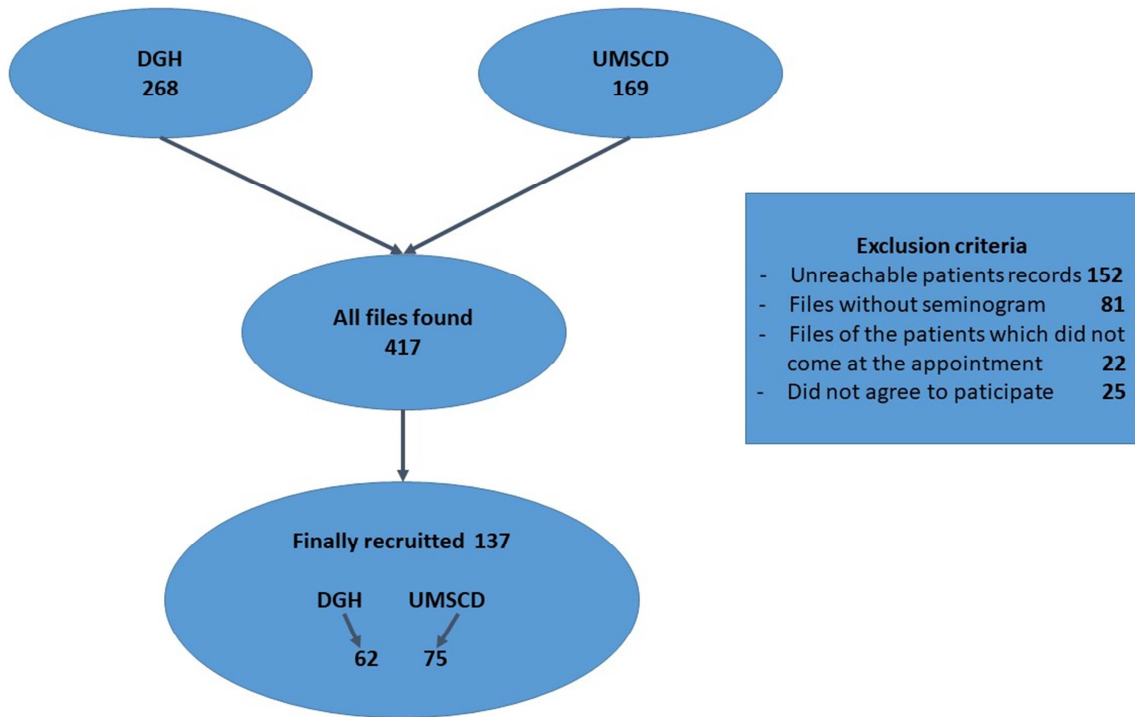 DGH
268
UMSCD
169
All files found
417
Exclusion criteria
- Unreachable patients records 152
- Files without seminogram 81
- Files of the patients which did not
come at the appointment 22
- Did not agree to paticipate 25
Finally recruitted 137
DGH UMSCD
62 75